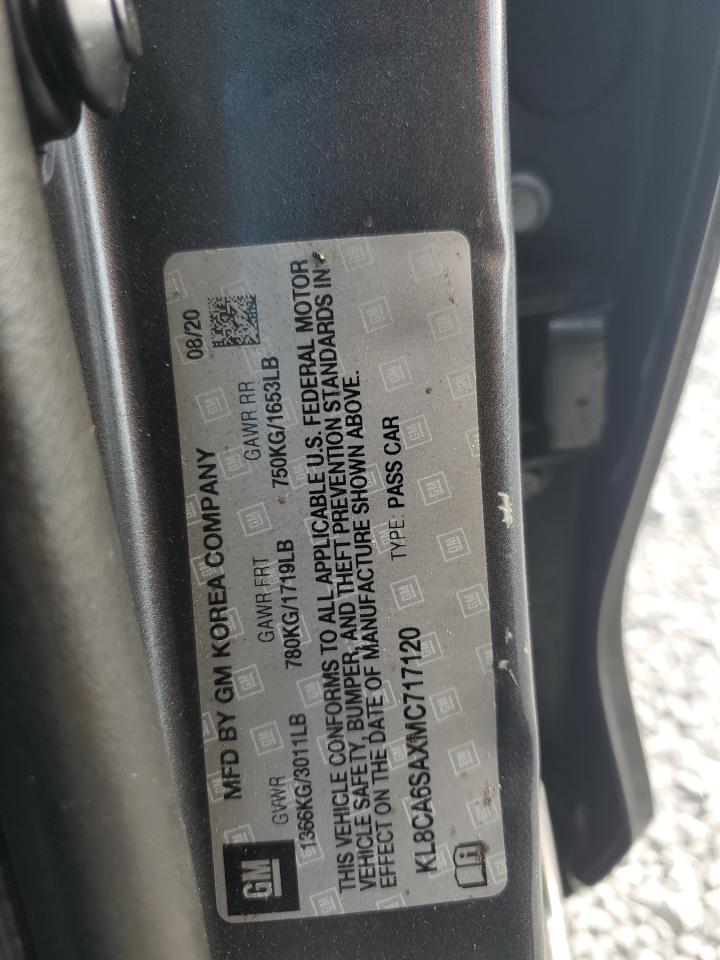 GM
MFD BY GM KOREA COMPANY 08/20
GVWR GAWR FRT GAWR RR
1366KG/3011LB 780KG/1719LB 750KG/1653LB
THIS VEHICLE CONFORMS TO ALL APPLICABLE U.S. FEDERAL MOTOR
VEHICLE SAFETY, BUMPER, AND THEFT PREVENTION STANDARDS IN
EFFECT ON THE DATE OF MANUFACTURE SHOWN ABOVE.
KL8CA6SAXMC717120 TYPE: PASS CAR